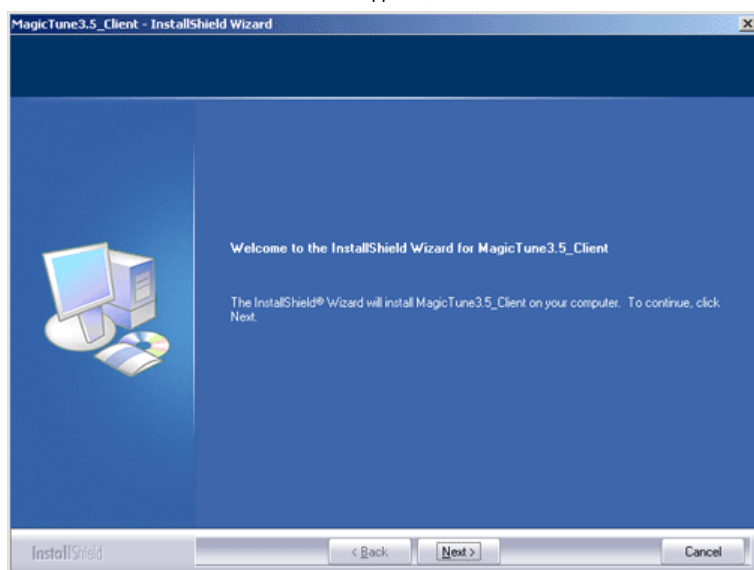 MagicTune3.5_Client - InstallShield Wizard
Welcome to the InstallShield Wizard for MagicTune3.5_Client
The InstallShield® Wizard will install MagicTune3.5_Client on your computer. To continue, click
Next.
InstallShield
< Back
Next >
Cancel